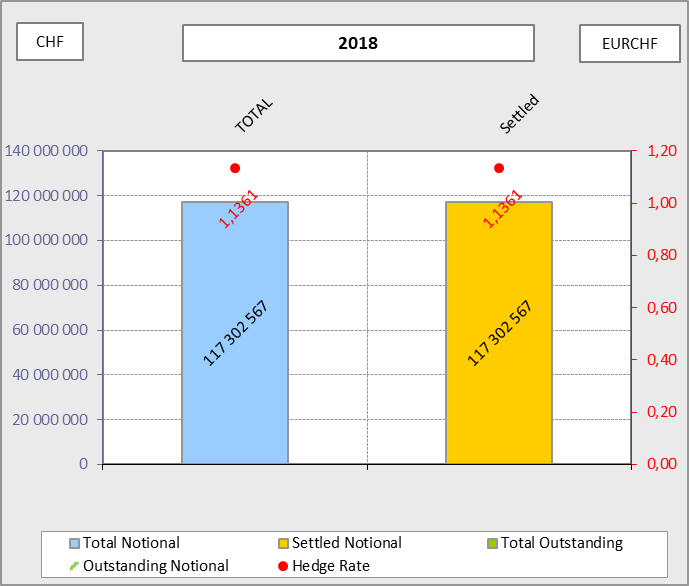 CHF
2018
EURCHF
TOTAL
Settled
140 000 000
120 000 000
100 000 000
80 000 000
60 000 000
40 000 000
20 000 000
0
1,1361
117 302 567
1,1361
117 302 567
1,20
1,00
0,80
0,60
0,40
0,20
0,00
Total Notional
Settled Notional
Total Outstanding
Outstanding Notional
Hedge Rate